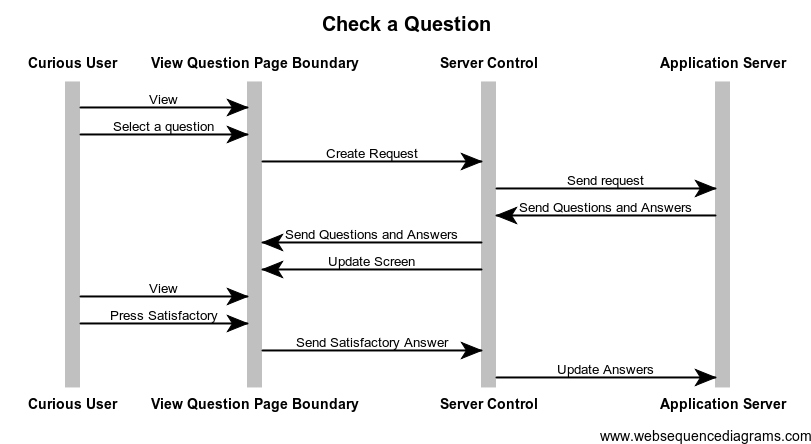 Check a Question
Curious User View Question Page Boundary Server Control Application Server
View
Select a question
Create Request
Send request
Send Questions and Answers
Send Questions and Answers
Update Screen
View
Press Satisfactory
Send Satisfactory Answer
Update Answers
Curious User View Question Page Boundary Server Control Application Server
www.websequencediagrams.com